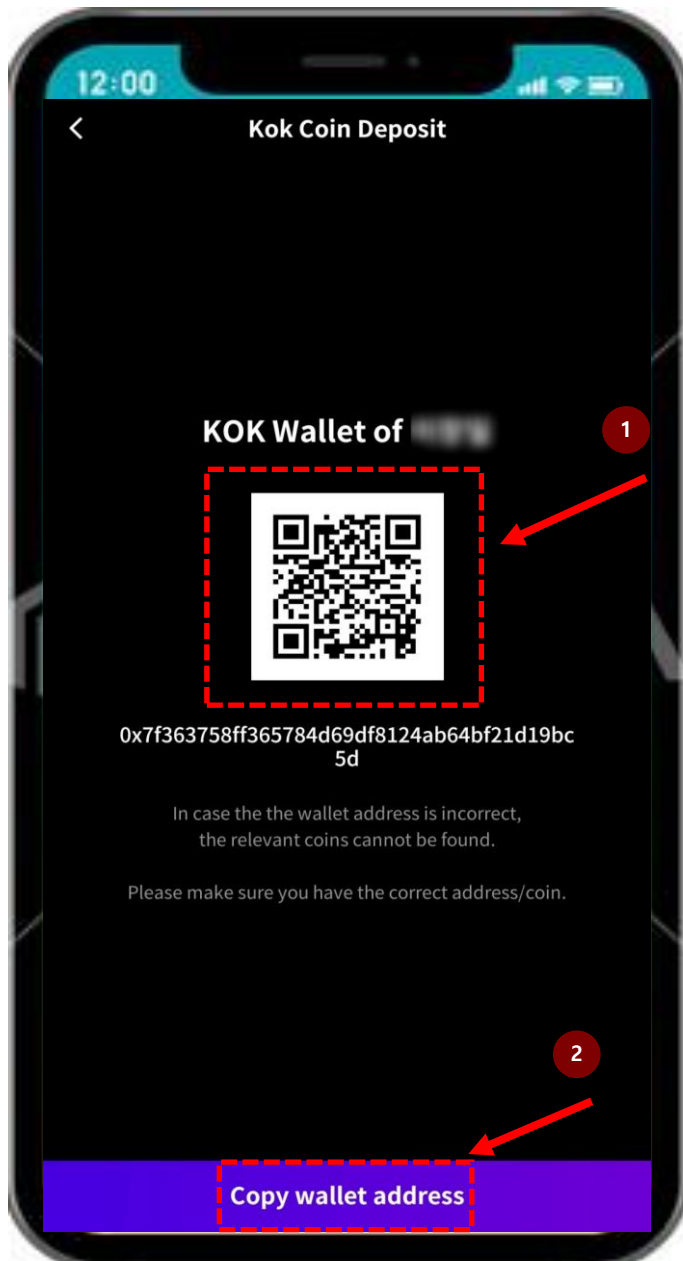 12:00
Kok Coin Deposit
KOK Wallet of
1
0x7f363758ff365784d69df8124ab64bf21d19bc
5d
In case the the wallet address is incorrect,
the relevant coins cannot be found.
Please make sure you have the correct address/coin.
2
Copy wallet address